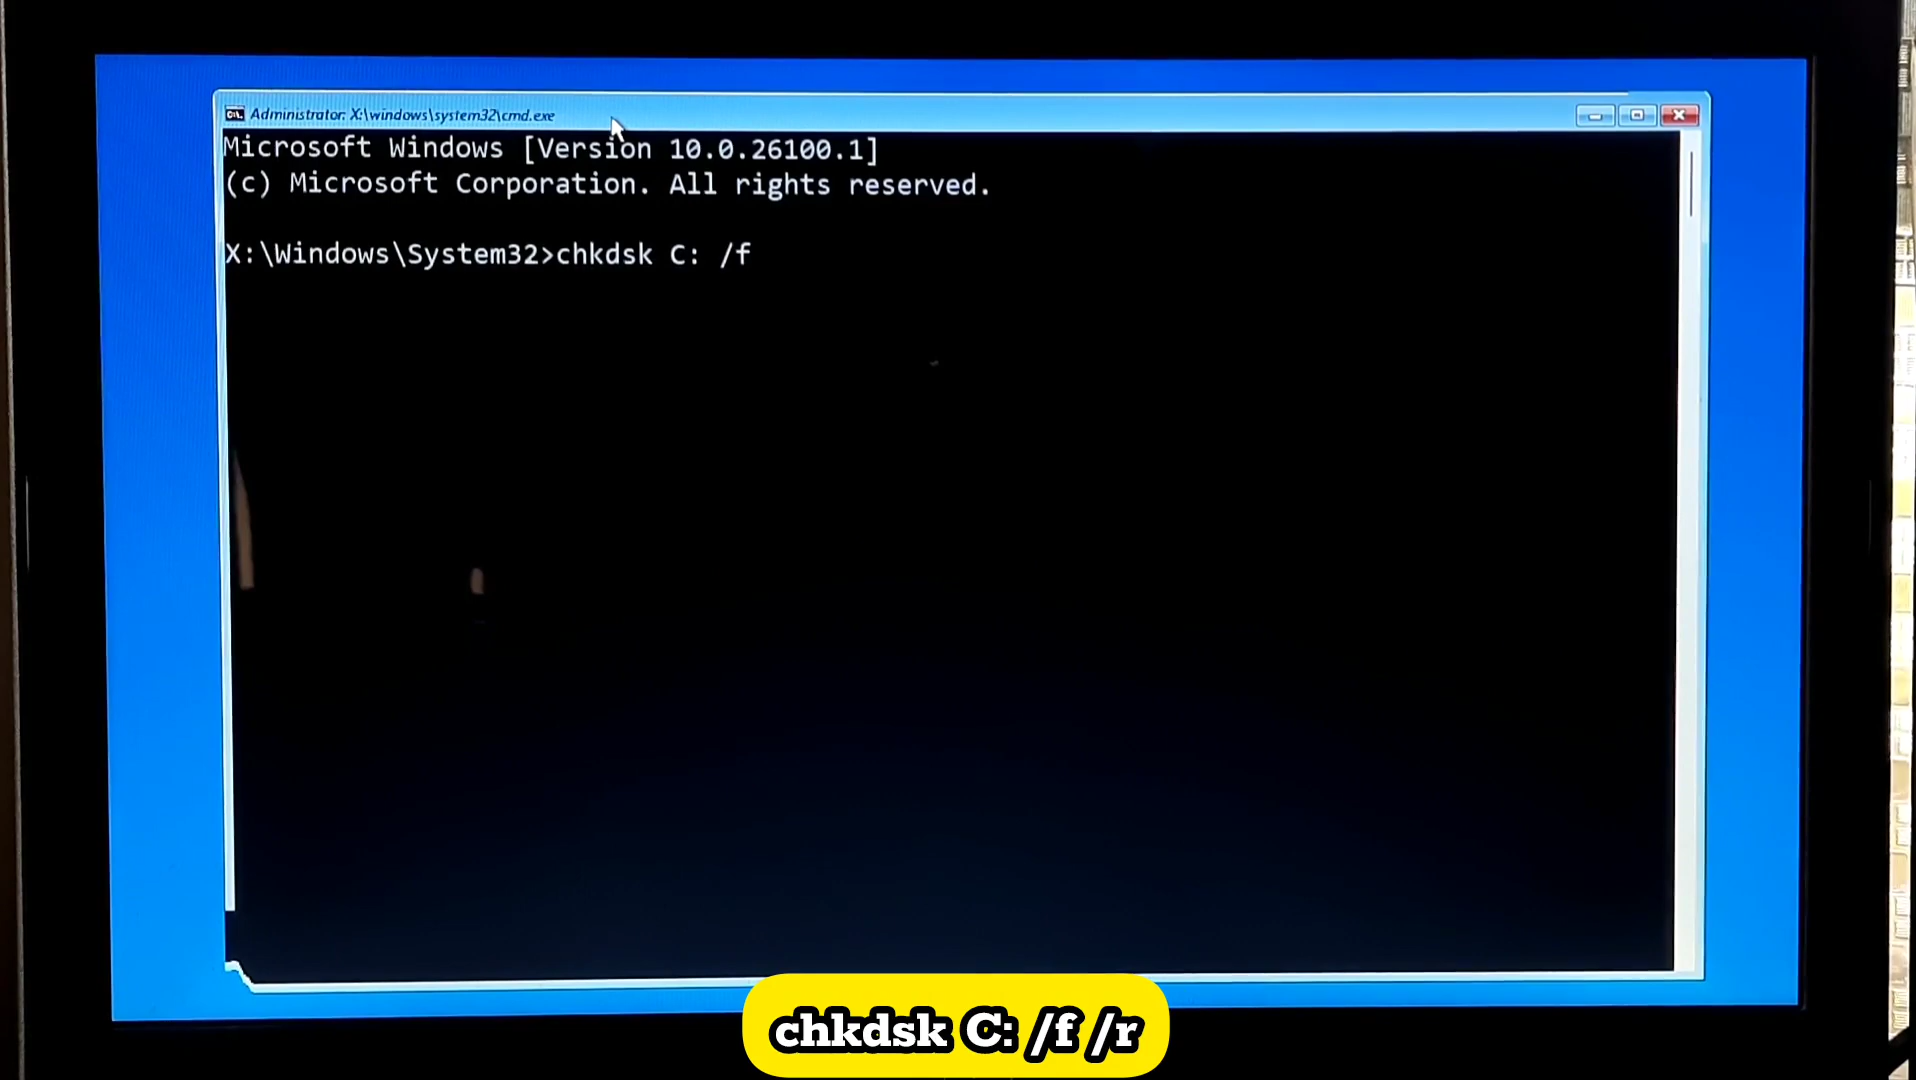 Administrator: X:\windows\system32\cmd.exe
Microsoft Windows [Version 10.0.26100.1]
(c) Microsoft Corporation. All rights reserved.
X:\Windows\System32>chkdsk C: /f
chkdsk C: /f /r